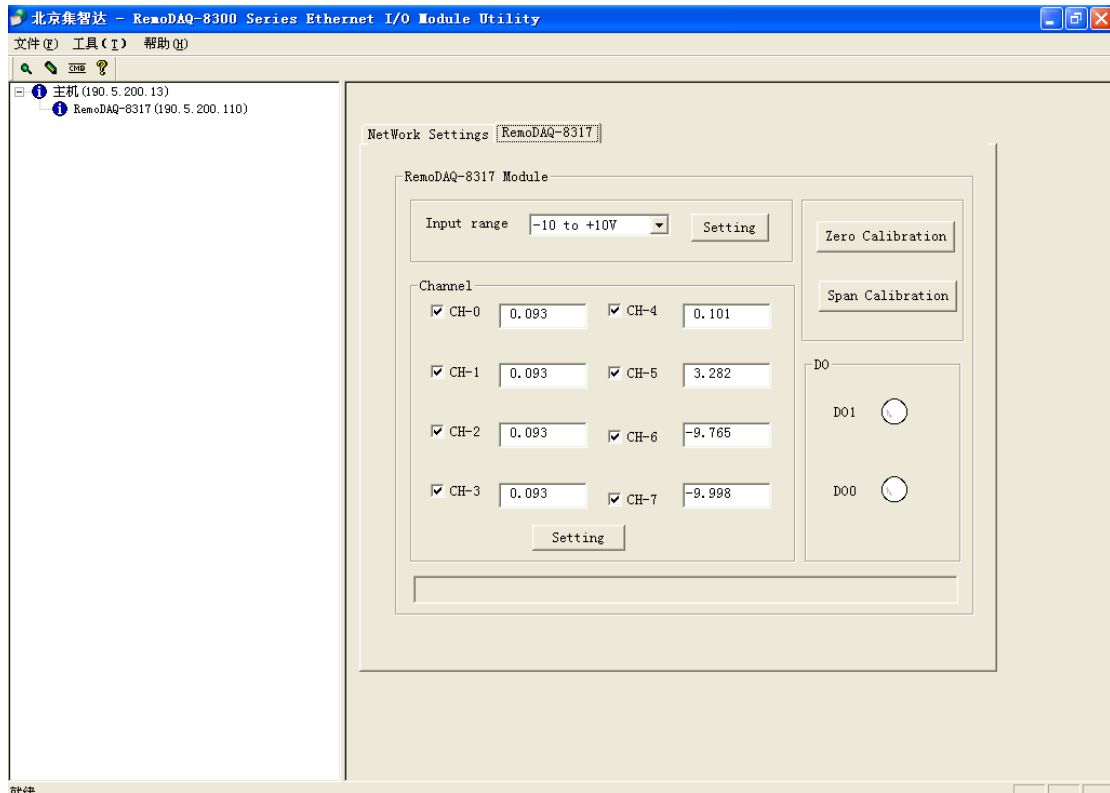 北京集智达 - RemoDAQ-8300 Series Ethernet I/O Module Utility
文件(F) 工具(T) 帮助(H)
CMD
主机(190.5.200.13)
RemoDAQ-8317(190.5.200.110)
NetWork Settings RemoDAQ-8317
RemoDAQ-8317 Module
Input range -10 to +10V Setting
Zero Calibration
Span Calibration
Channel
CH-0 0.093 CH-4 0.101
CH-1 0.093 CH-5 3.282
CH-2 0.093 CH-6 -9.765
CH-3 0.093 CH-7 -9.998
Setting
DO
DO1
DO0
就绪